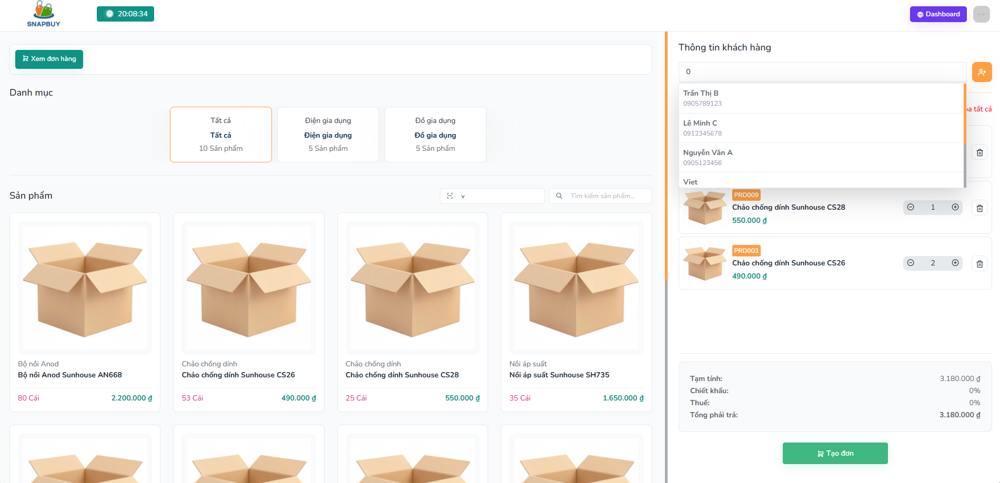 SNAPBUY
20:08:34
Dashboard
Xem đơn hàng
Danh mục
Tất cả
Tất cả
10 Sản phẩm
Điện gia dụng
Điện gia dụng
5 Sản phẩm
Đồ gia dụng
Đồ gia dụng
5 Sản phẩm
Sản phẩm
v
Tìm kiếm sản phẩm...
Bộ nồi Anod
Bộ nồi Anod Sunhouse AN668
80 Cái
2.200.000 ₫
Chảo chống dính
Chảo chống dính Sunhouse CS26
53 Cái
490.000 ₫
Chảo chống dính
Chảo chống dính Sunhouse CS28
25 Cái
550.000 ₫
Nồi áp suất
Nồi áp suất Sunhouse SH735
35 Cái
1.650.000 ₫
Thông tin khách hàng
0
Trần Thị B
0905789123
Lê Minh C
0912345678
Nguyễn Văn A
0905123456
Viet
tất cả
PRD009
Chảo chống dính Sunhouse CS28
550.000 ₫
1
PRD003
Chảo chống dính Sunhouse CS26
490.000 ₫
2
Tạm tính:
3.180.000 ₫
Chiết khấu:
0%
Thuế:
0%
Tổng phải trả:
3.180.000 ₫
Tạo đơn